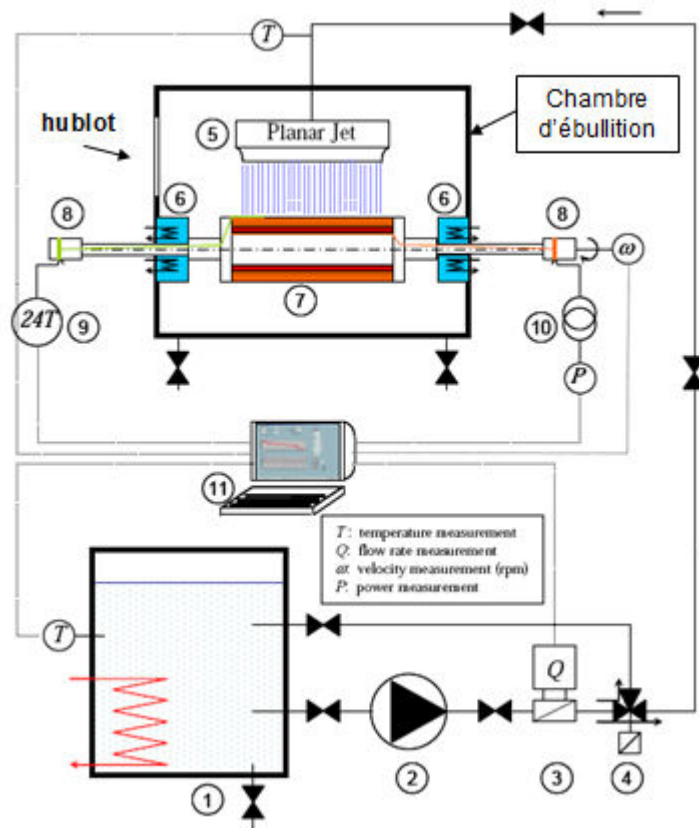 T
hublot
Chambre
d'ébullition
5
Planar Jet
6
6
8
8
ω
7
24T
9
10
P
11
T: temperature measurement
Q: flow rate measurement
ω: velocity measurement (rpm)
P: power measurement
T
Q
1
2
3
4